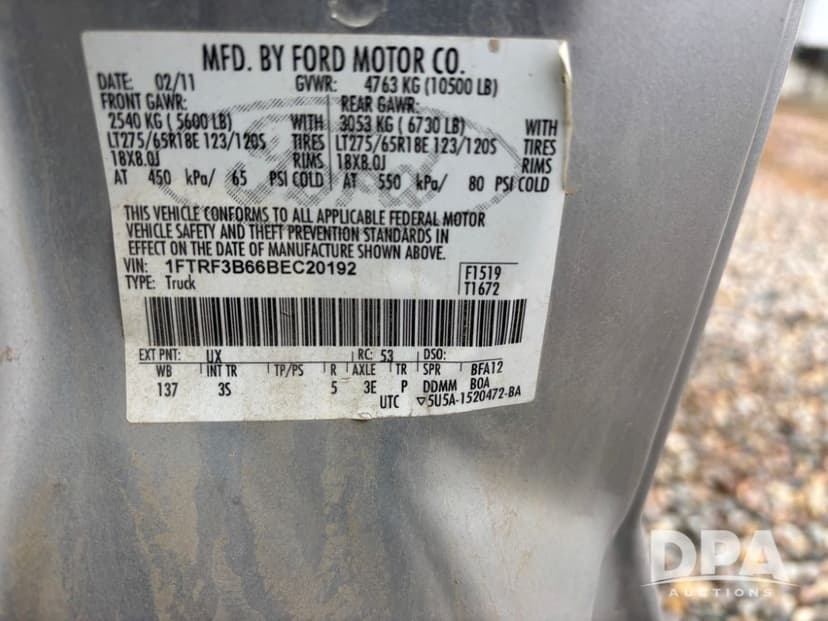 MFD. BY FORD MOTOR CO.
DATE: 02/11 GVWR: 4763 KG (10500 LB)
FRONT GAWR: REAR GAWR:
2540 KG ( 5600 LB) WITH 3053 KG ( 6730 LB) WITH
LT275/65R18E 123/120S TIRES LT275/65R18E 123/120S TIRES
18X8.0J RIMS 18X8.0J RIMS
AT 450 kPa/ 65 PSI COLD AT 550 kPa/ 80 PSI COLD
THIS VEHICLE CONFORMS TO ALL APPLICABLE FEDERAL MOTOR
VEHICLE SAFETY AND THEFT PREVENTION STANDARDS IN
EFFECT ON THE DATE OF MANUFACTURE SHOWN ABOVE.
VIN: 1FTRF3B66BEC20192 F1519
TYPE: Truck T1672
EXT PNT: UX RC: 53 DSO:
WB INT TR TP/PS R AXLE TR SPR BFA12
137 3S 5 3E P DDMM BOA
UTC ▽5U5A-1520472-BA
Ford
DPA
AUCTIONS